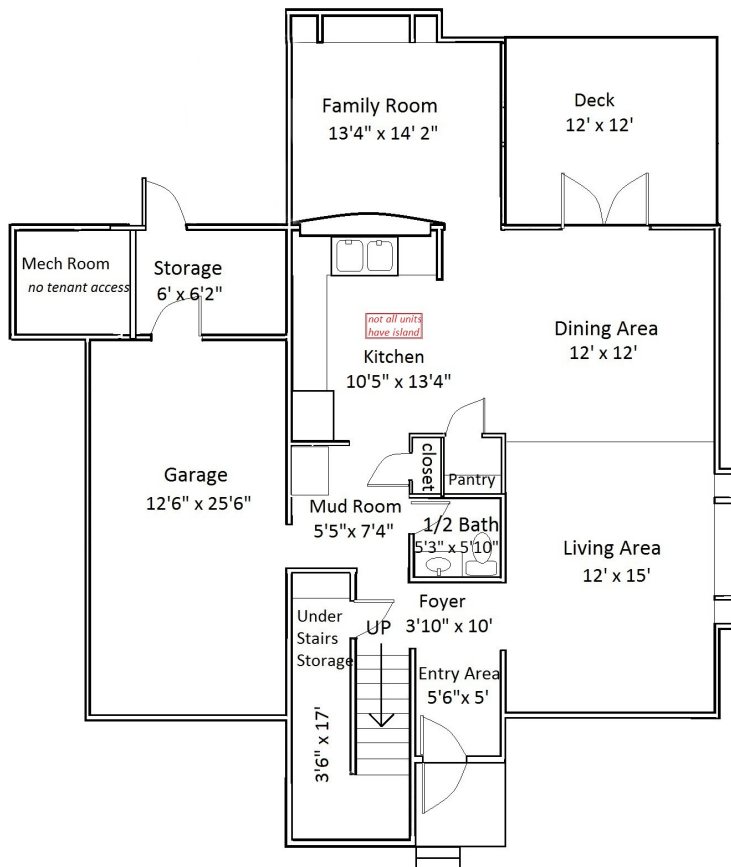 Family Room
13'4" x 14' 2"
Deck
12' x 12'
Mech Room
no tenant access
Storage
6' x 6'2"
not all units
have island
Kitchen
10'5" x 13'4"
Dining Area
12' x 12'
closet
Pantry
Garage
12'6" x 25'6"
Mud Room
5'5"x 7'4"
1/2 Bath
5'3" x 5'10"
Living Area
12' x 15'
Foyer
3'10" x 10'
Under
Stairs
Storage
UP
Entry Area
5'6"x 5'
3'6" x 17'